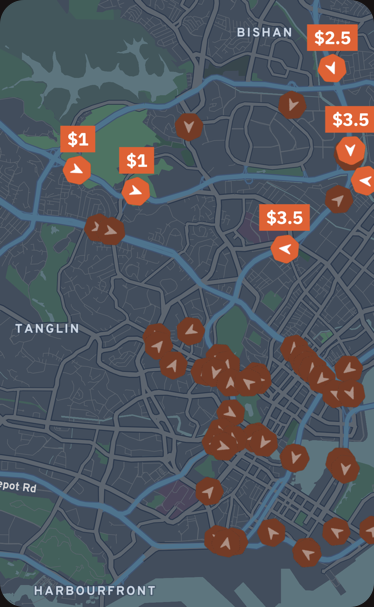 BISHAN
$2.5
$3.5
$1
$1
$3.5
TANGLIN
epot Rd
HARBOURFRONT